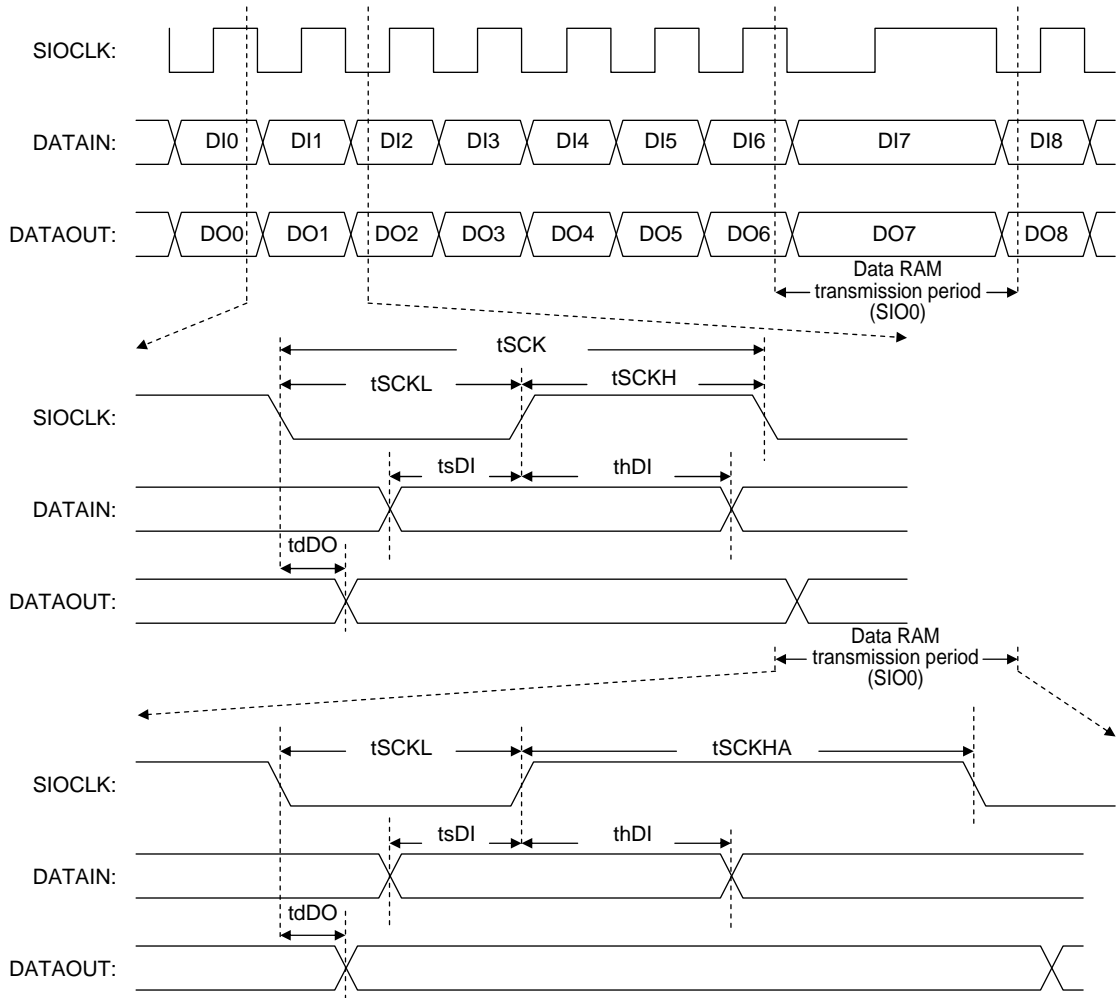 SIOCLK:
DATAIN: DI0 DI1 DI2 DI3 DI4 DI5 DI6 DI7 DI8
DATAOUT: DO0 DO1 DO2 DO3 DO4 DO5 DO6 DO7 DO8
Data RAM
transmission period
(SIO0)
tSCK
tSCKL tSCKH
SIOCLK:
tsDI thDI
DATAIN:
tdDO
DATAOUT:
Data RAM
transmission period
(SIO0)
tSCKL tSCKHA
SIOCLK:
tsDI thDI
DATAIN:
tdDO
DATAOUT: